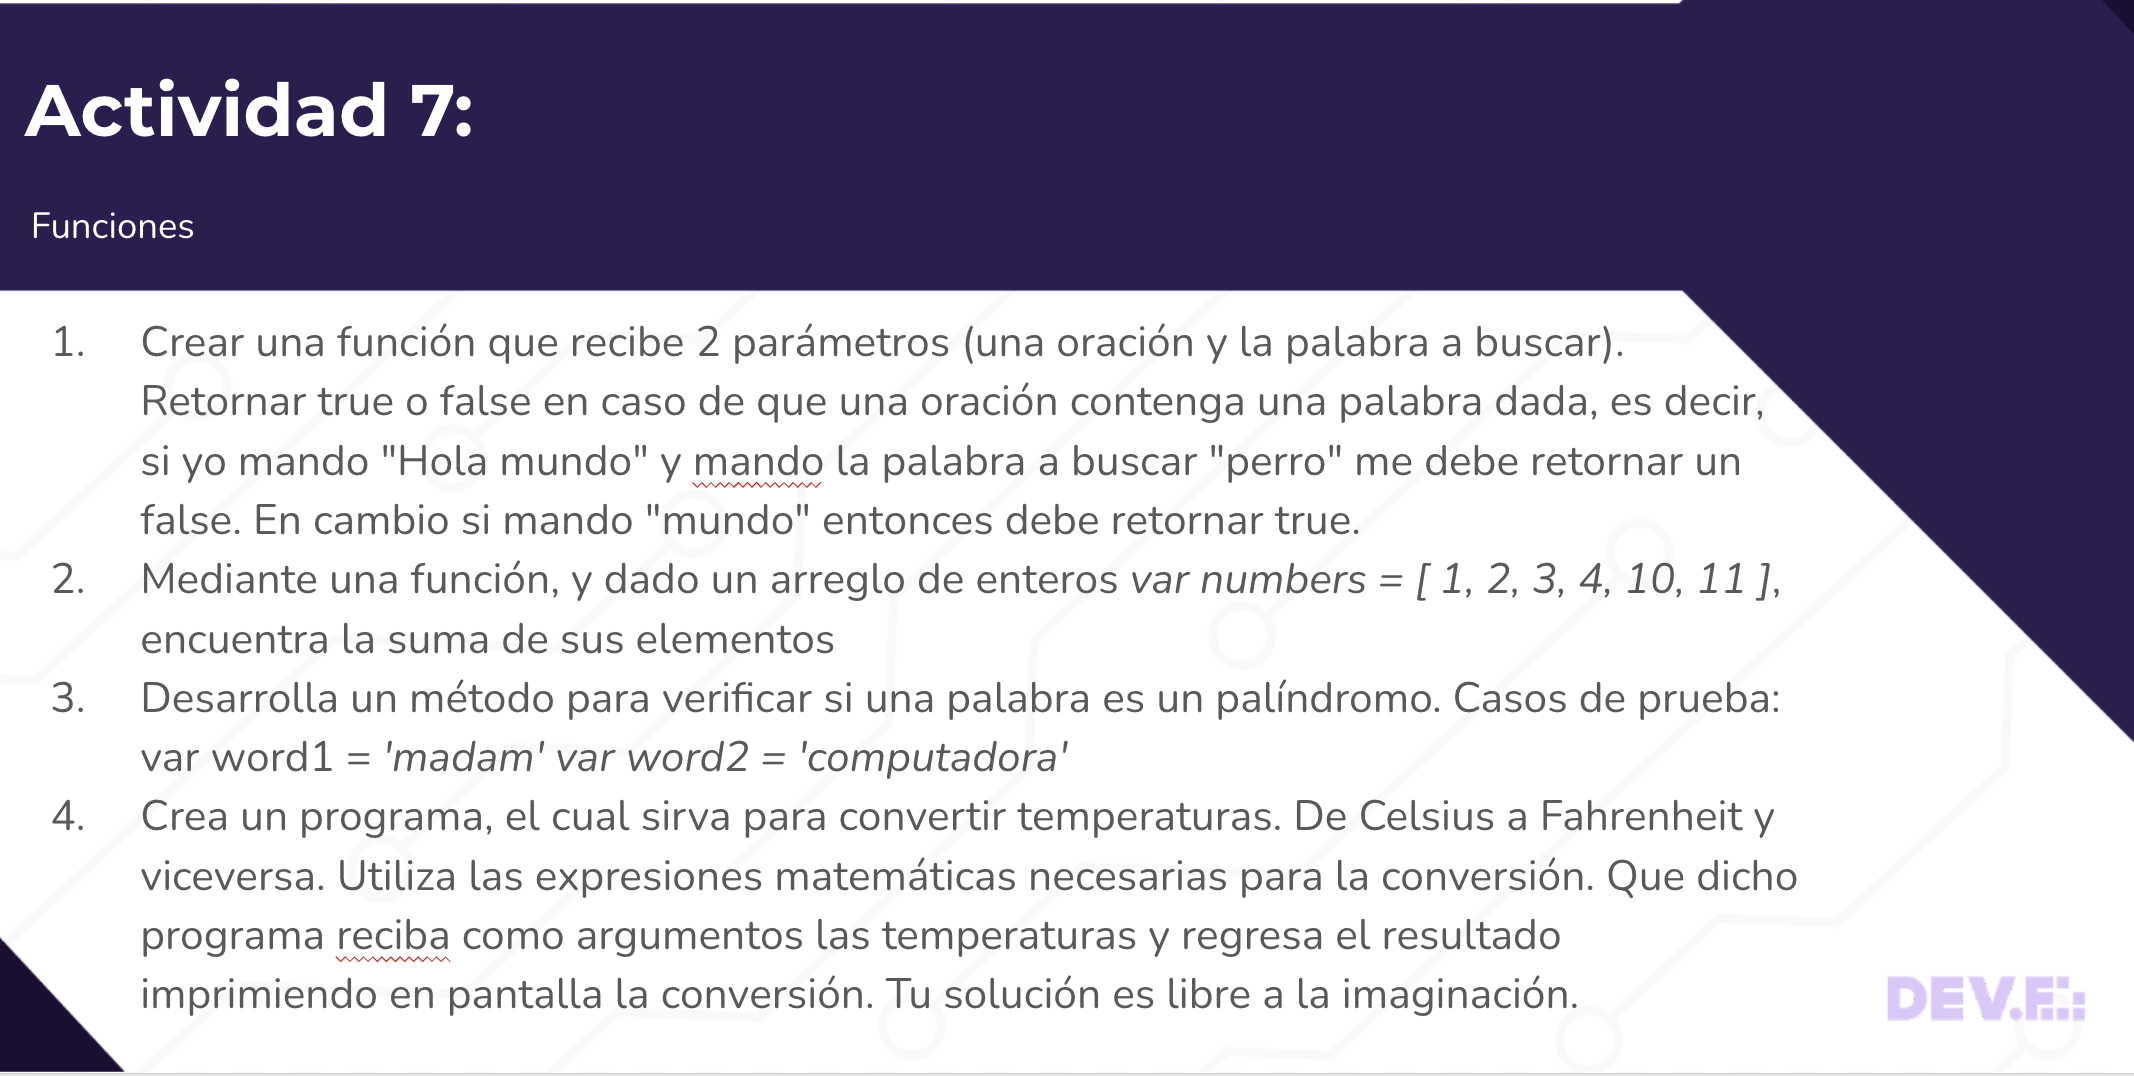 Actividad 7:
Funciones
1. Crear una función que recibe 2 parámetros (una oración y la palabra a buscar).
Retornar true o false en caso de que una oración contenga una palabra dada, es decir,
si yo mando "Hola mundo" y mando la palabra a buscar "perro" me debe retornar un
false. En cambio si mando "mundo" entonces debe retornar true.
2. Mediante una función, y dado un arreglo de enteros var numbers = [ 1, 2, 3, 4, 10, 11 ],
encuentra la suma de sus elementos
3. Desarrolla un método para verificar si una palabra es un palíndromo. Casos de prueba:
var word1 = 'madam' var word2 = 'computadora'
4. Crea un programa, el cual sirva para convertir temperaturas. De Celsius a Fahrenheit y
viceversa. Utiliza las expresiones matemáticas necesarias para la conversión. Que dicho
programa reciba como argumentos las temperaturas y regresa el resultado
imprimiendo en pantalla la conversión. Tu solución es libre a la imaginación.
DEV.F.: